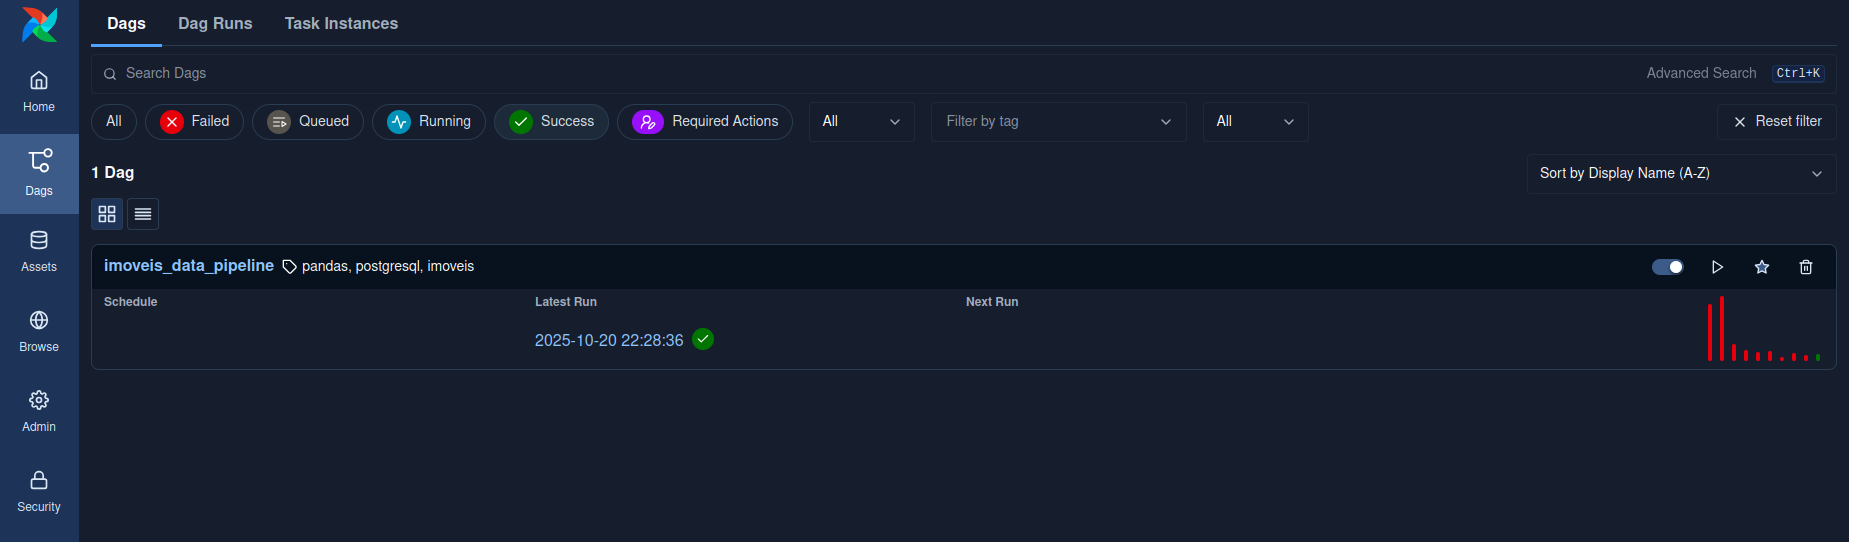 Dags Dag Runs Task Instances
Search Dags Advanced Search Ctrl+K
Home
All Failed Queued Running Success Required Actions All Filter by tag All Reset filter
1 Dag Sort by Display Name (A-Z)
Dags
Assets
imoveis_data_pipeline pandas, postgresql, imoveis
Schedule Latest Run Next Run
2025-10-20 22:28:36
Browse
Admin
Security